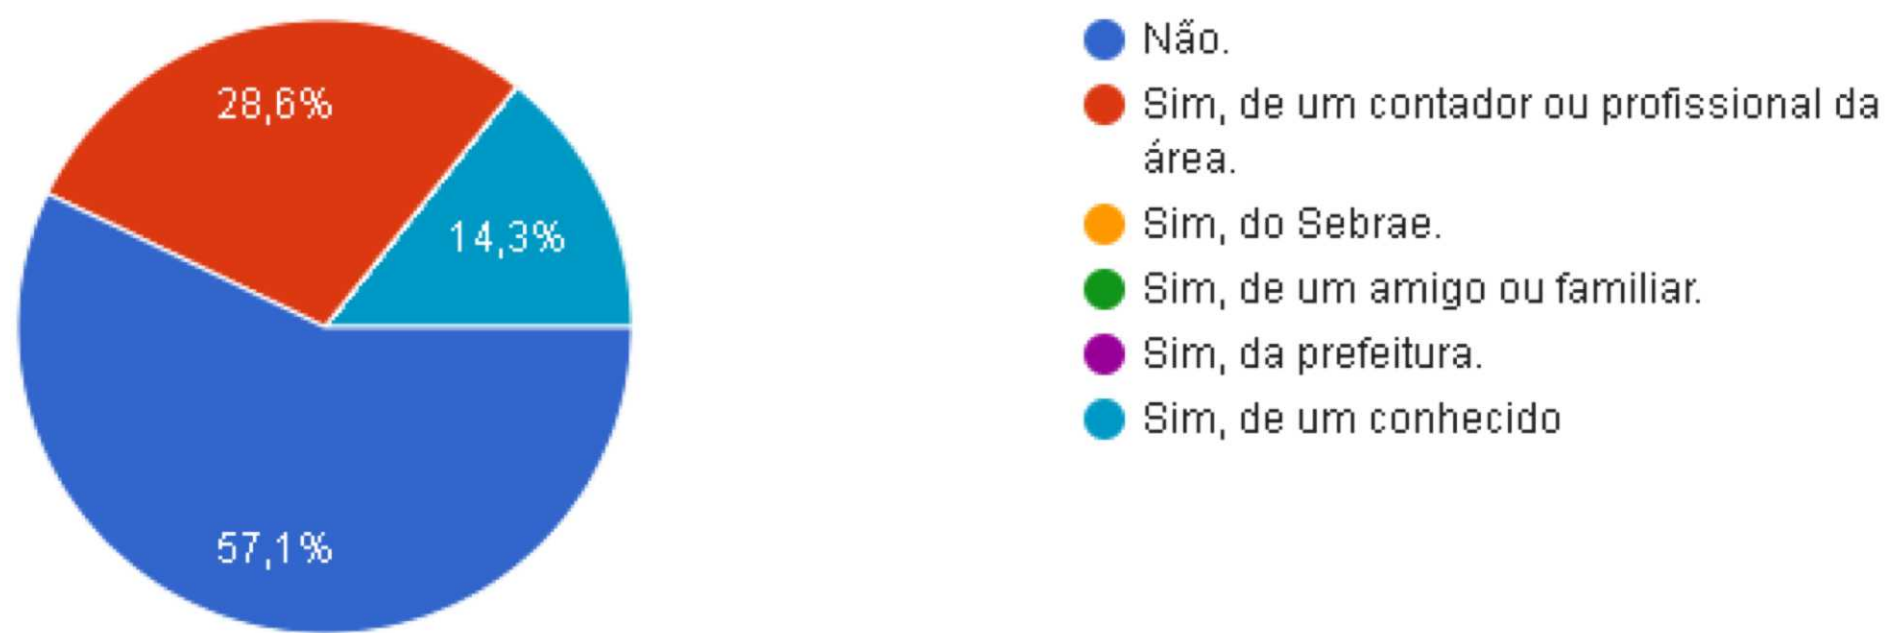 28,6%
14,3%
57,1%
Não.
Sim, de um contador ou profissional da
área.
Sim, do Sebrae.
Sim, de um amigo ou familiar.
Sim, da prefeitura.
Sim, de um conhecido